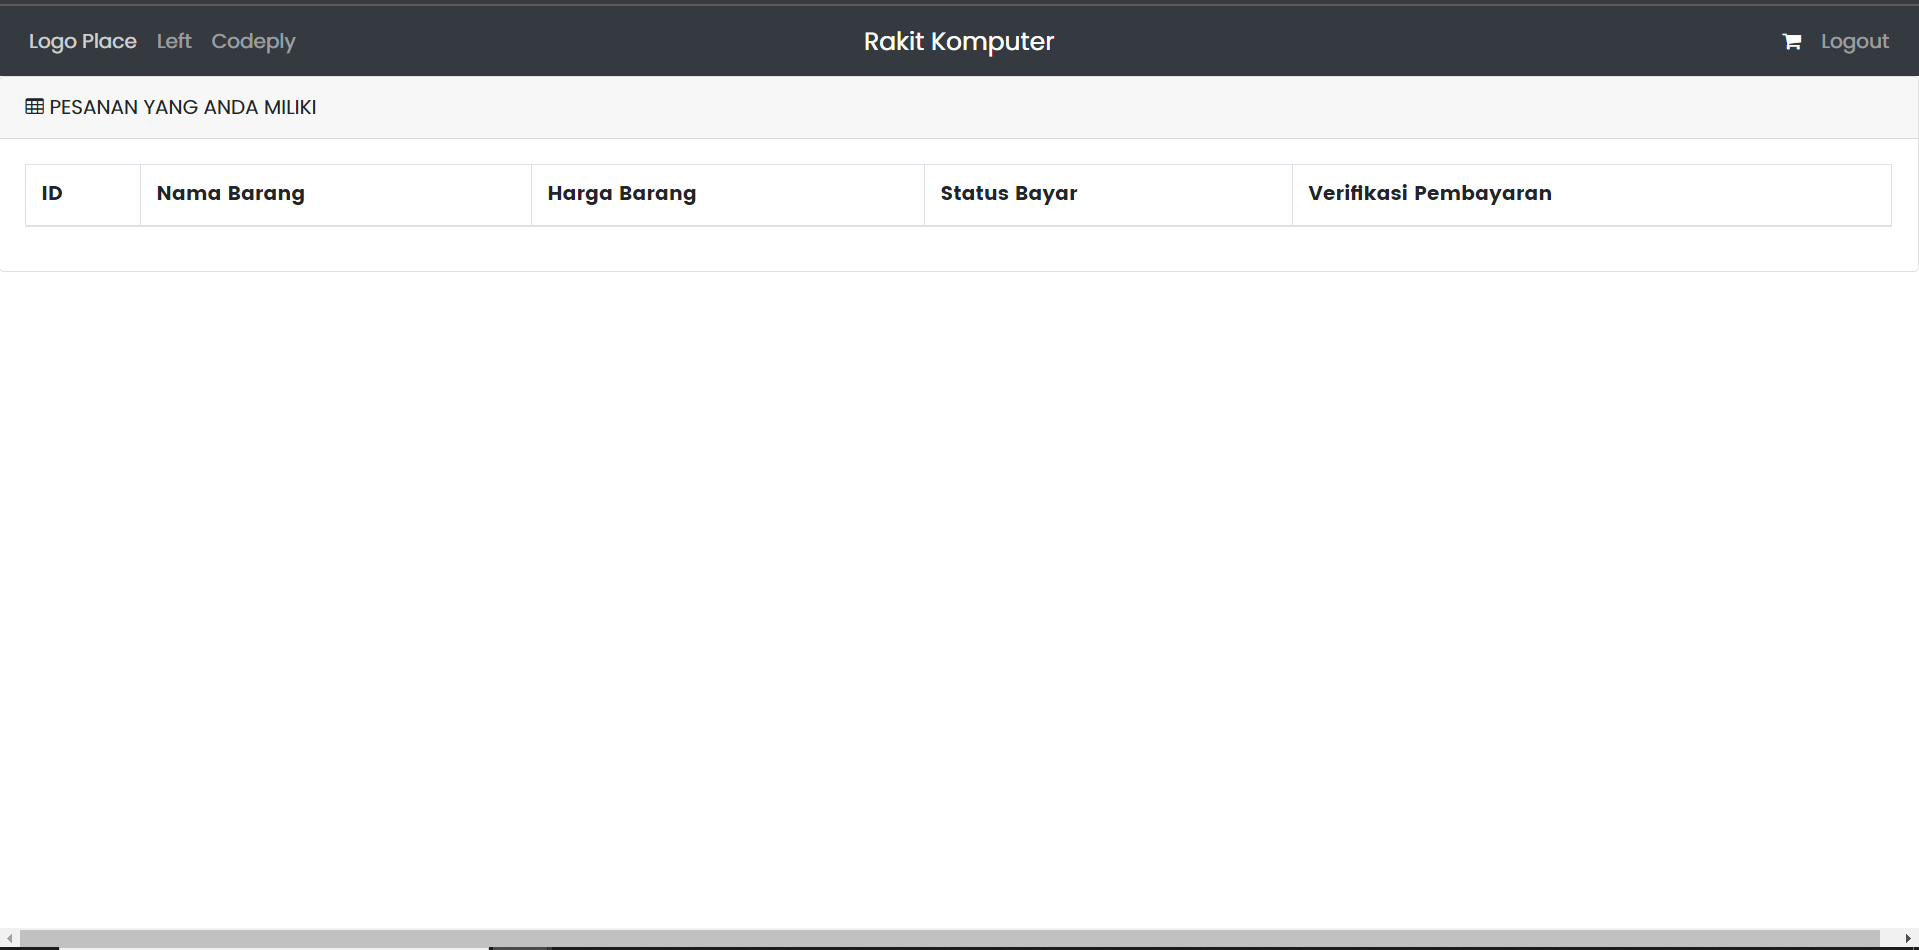 Logo Place Left Codeply Rakit Komputer Logout
PESANAN YANG ANDA MILIKI
ID Nama Barang Harga Barang Status Bayar Verifikasi Pembayaran